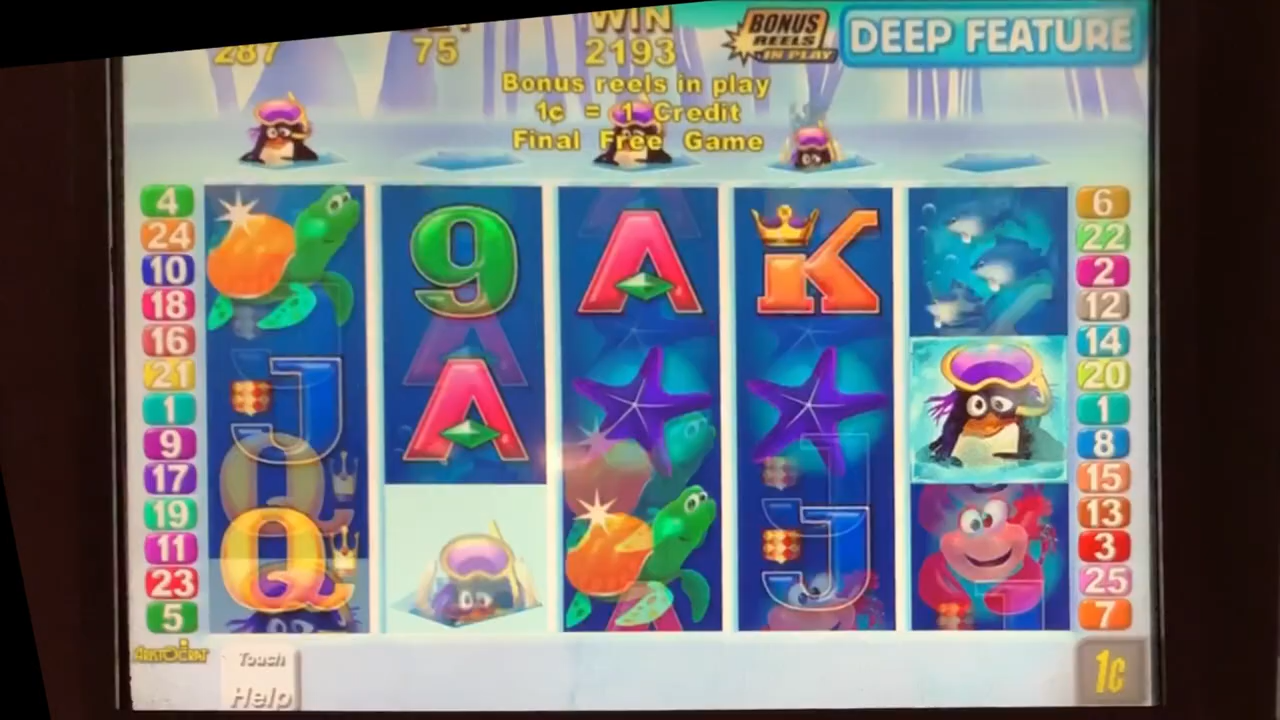 WIN
BONUS
REELS
IN PLAY
DEEP FEATURE
287
75
2193
Bonus reels in play
1c = 1 Credit
Final Free Game
4
24
10
18
16
21
1
9
17
19
11
23
5
9
A
K
J
A
Q
J
6
22
2
12
14
20
1
8
15
13
3
25
7
ARISTOCRAT
Touch
Help
1c